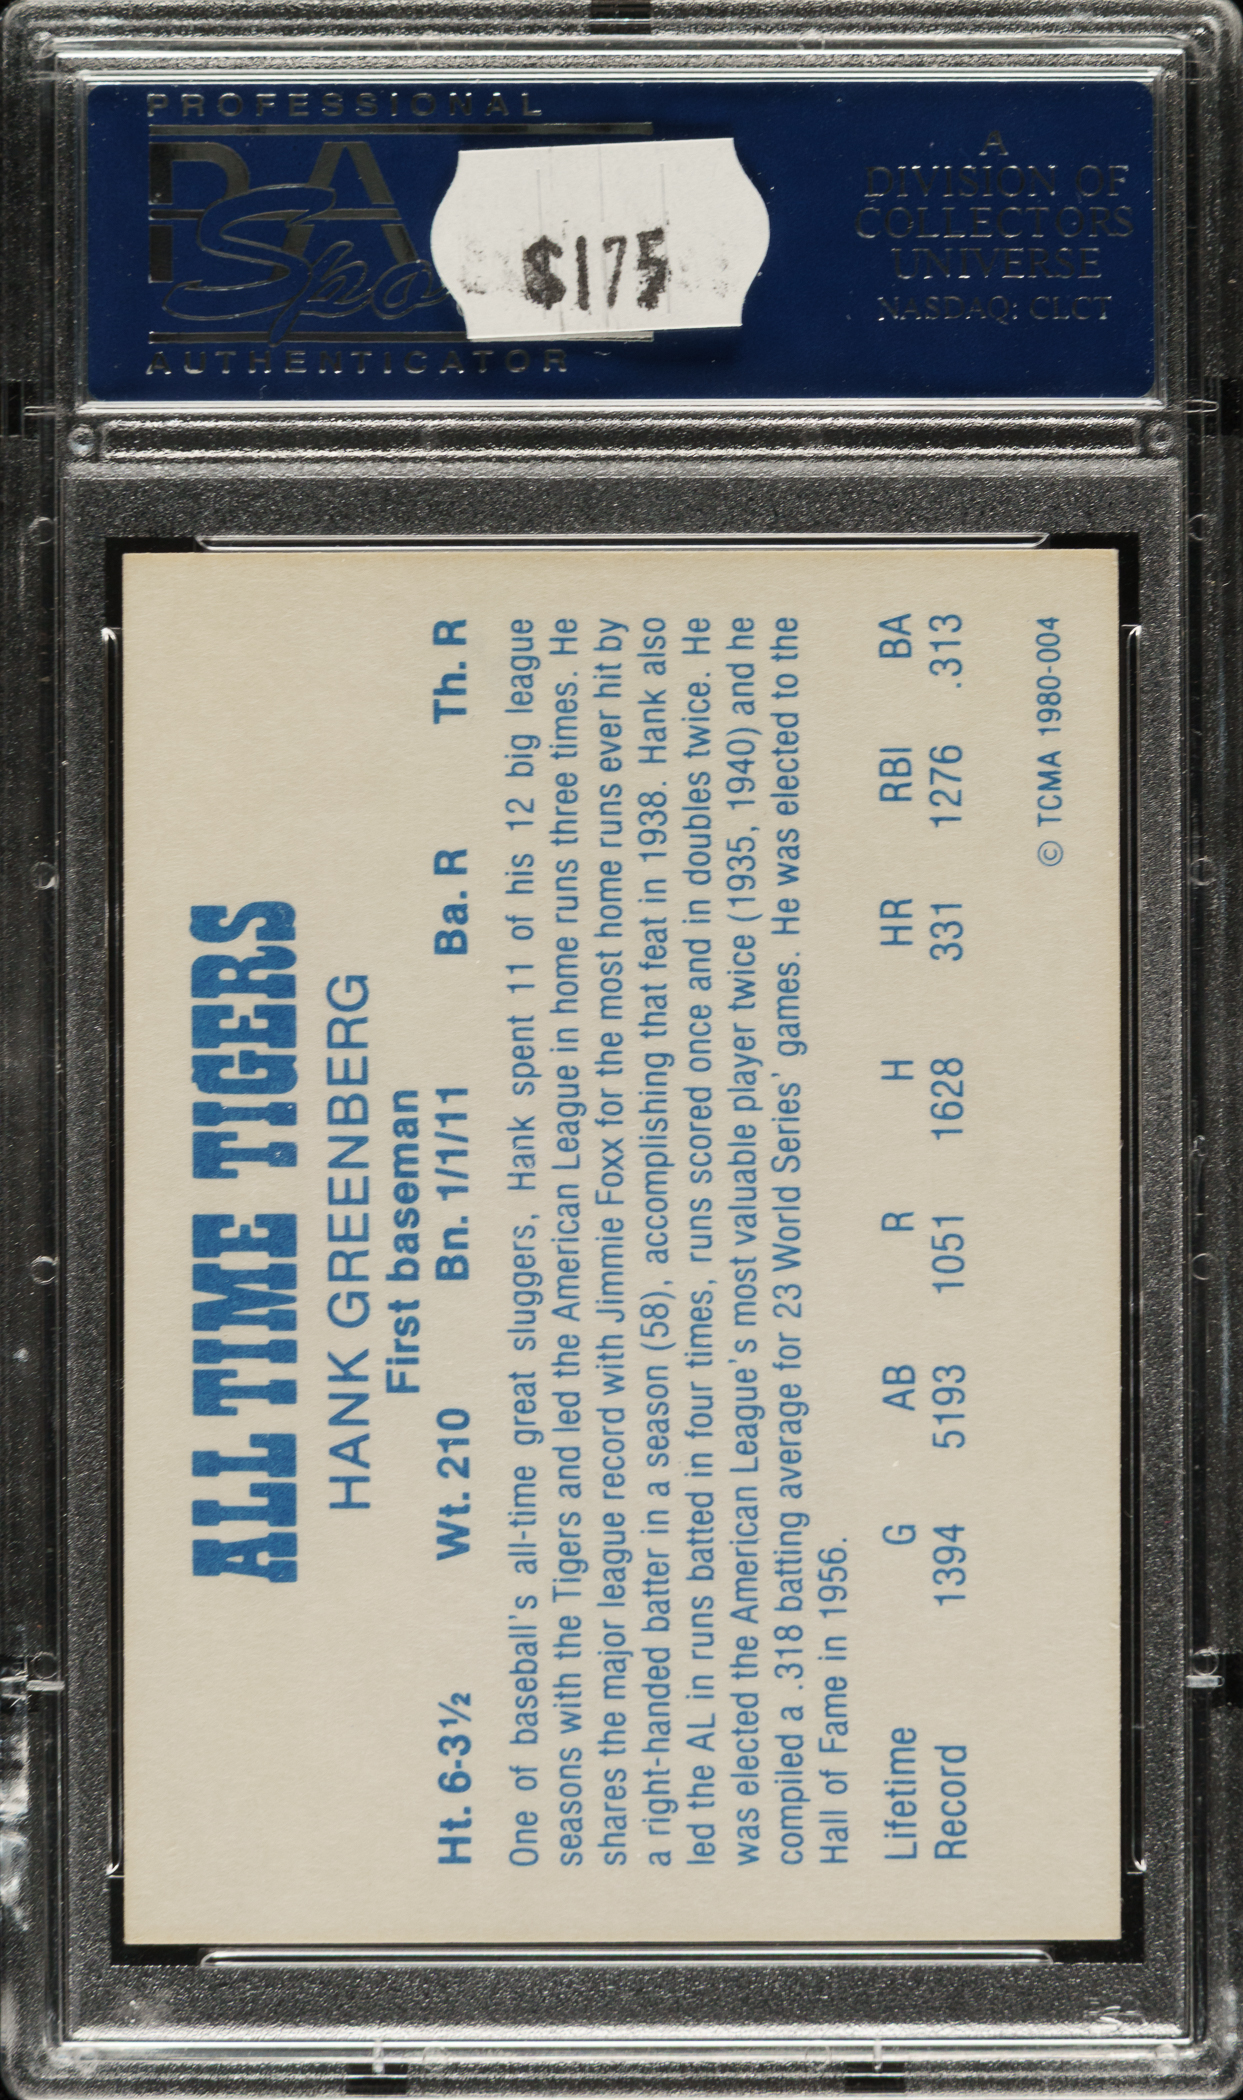 PROFESSIONAL
PSA
AUTHENTICATOR
$175
A
DIVISION OF
COLLECTORS
UNIVERSE
NASDAQ: CLCT
ALL TIME TIGERS
HANK GREENBERG
First baseman
Ht. 6-3½ Wt. 210 Bn. 1/1/11 Ba. R Th. R
One of baseball's all-time great sluggers, Hank spent 11 of his 12 big league
seasons with the Tigers and led the American League in home runs three times. He
shares the major league record with Jimmie Foxx for the most home runs ever hit by
a right-handed batter in a season (58), accomplishing that feat in 1938. Hank also
led the AL in runs batted in four times, runs scored once and in doubles twice. He
was elected the American League's most valuable player twice (1935, 1940) and he
compiled a .318 batting average for 23 World Series' games. He was elected to the
Hall of Fame in 1956.
Lifetime G AB R H HR RBI BA
Record 1394 5193 1051 1628 331 1276 .313
© TCMA 1980-004